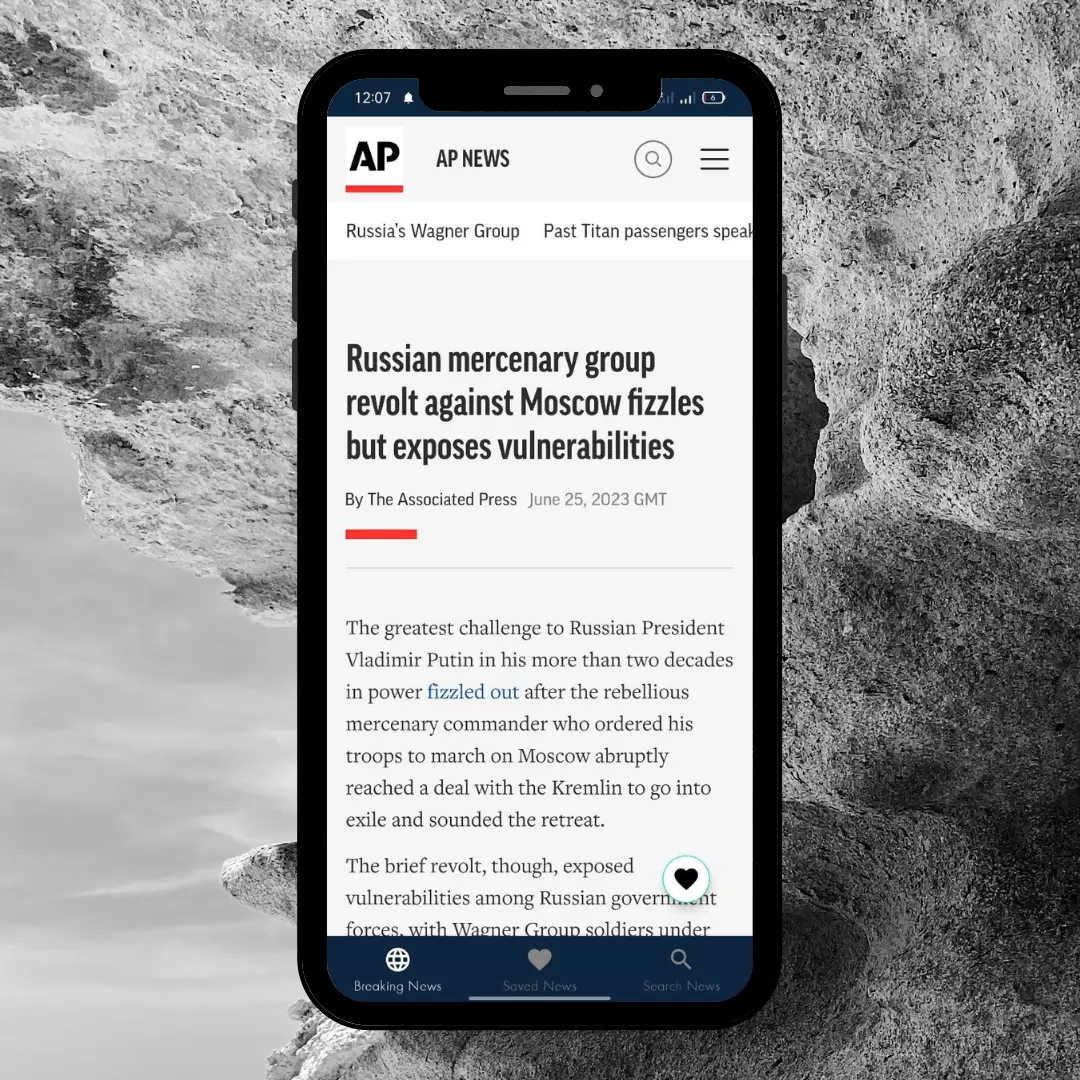 12:07
6
AP AP NEWS
Russia's Wagner Group Past Titan passengers speak
Russian mercenary group
revolt against Moscow fizzles
but exposes vulnerabilities
By The Associated Press June 25, 2023 GMT
The greatest challenge to Russian President
Vladimir Putin in his more than two decades
in power fizzled out after the rebellious
mercenary commander who ordered his
troops to march on Moscow abruptly
reached a deal with the Kremlin to go into
exile and sounded the retreat.
The brief revolt, though, exposed
vulnerabilities among Russian government
forces, with Wagner Group soldiers under
Breaking News Saved News Search News